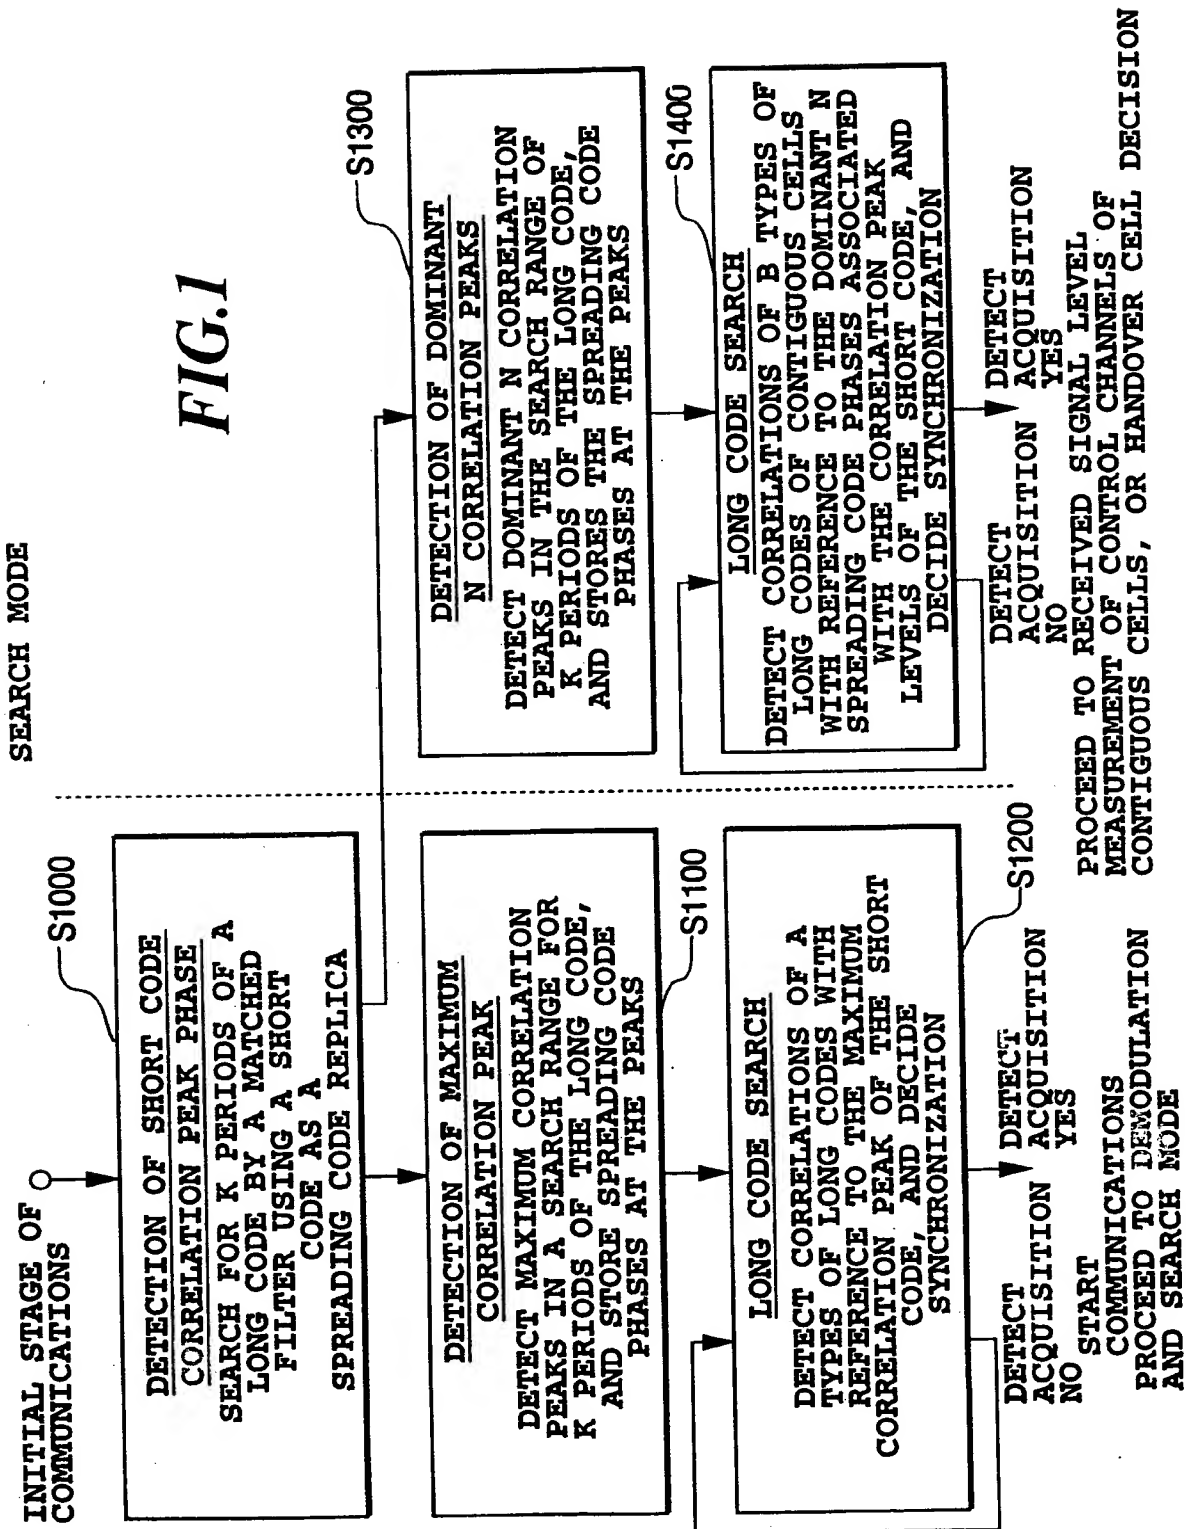 FIG.1
INITIAL STAGE OF
COMMUNICATIONS
SEARCH MODE
S1000
DETECTION OF SHORT CODE
CORRELATION PEAK PHASE
SEARCH FOR K PERIODS OF A
LONG CODE BY A MATCHED
FILTER USING A SHORT
CODE AS A
SPREADING CODE REPLICA
DETECTION OF MAXIMUM
CORRELATION PEAK
DETECT MAXIMUM CORRELATION
PEAKS IN A SEARCH RANGE FOR
K PERIODS OF THE LONG CODE,
AND STORE SPREADING CODE
PHASES AT THE PEAKS
S1100
LONG CODE SEARCH
DETECT CORRELATIONS OF A
TYPES OF LONG CODES WITH
REFERENCE TO THE MAXIMUM
CORRELATION PEAK OF THE SHORT
CODE, AND DECIDE
SYNCHRONIZATION
S1200
DETECT
ACQUISITION
NO
DETECT
ACQUISITION
YES
START
COMMUNICATIONS
PROCEED TO DEMODULATION
AND SEARCH MODE
S1300
DETECTION OF DOMINANT
N CORRELATION PEAKS
DETECT DOMINANT N CORRELATION
PEAKS IN THE SEARCH RANGE OF
K PERIODS OF THE LONG CODE,
AND STORES THE SPREADING CODE
PHASES AT THE PEAKS
S1400
LONG CODE SEARCH
DETECT CORRELATIONS OF B TYPES OF
LONG CODES OF CONTIGUOUS CELLS
WITH REFERENCE TO THE DOMINANT N
SPREADING CODE PHASES ASSOCIATED
WITH THE CORRELATION PEAK
LEVELS OF THE SHORT CODE, AND
DECIDE SYNCHRONIZATION
DETECT
ACQUISITION
NO
DETECT
ACQUISITION
YES
PROCEED TO RECEIVED SIGNAL LEVEL
MEASUREMENT OF CONTROL CHANNELS OF
CONTIGUOUS CELLS, OR HANDOVER CELL DECISION